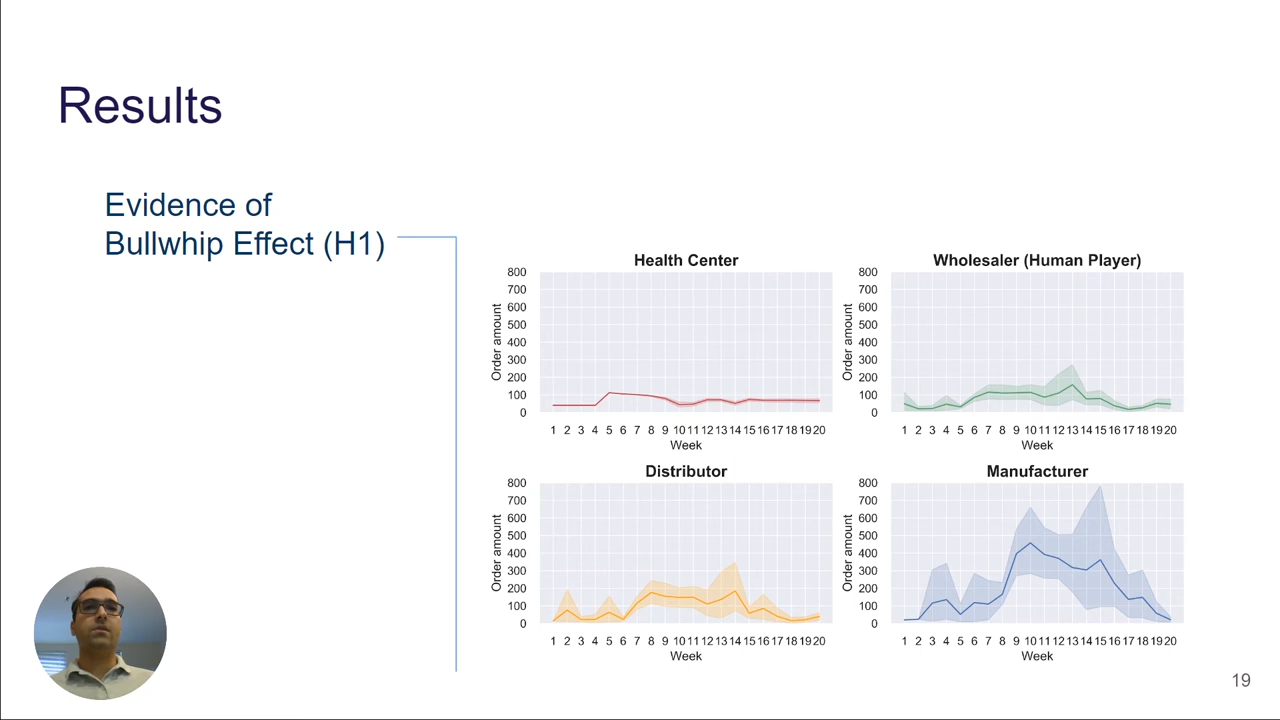 Results
Evidence of
Bullwhip Effect (H1)
Health Center
800
700
600
500
400
300
200
100
0
Order amount
1 2 3 4 5 6 7 8 9 10 11 12 13 14 15 16 17 18 19 20
Week
Wholesaler (Human Player)
800
700
600
500
400
300
200
100
0
Order amount
1 2 3 4 5 6 7 8 9 10 11 12 13 14 15 16 17 18 19 20
Week
Distributor
800
700
600
500
400
300
200
100
0
Order amount
1 2 3 4 5 6 7 8 9 10 11 12 13 14 15 16 17 18 19 20
Week
Manufacturer
800
700
600
500
400
300
200
100
0
Order amount
1 2 3 4 5 6 7 8 9 10 11 12 13 14 15 16 17 18 19 20
Week
19